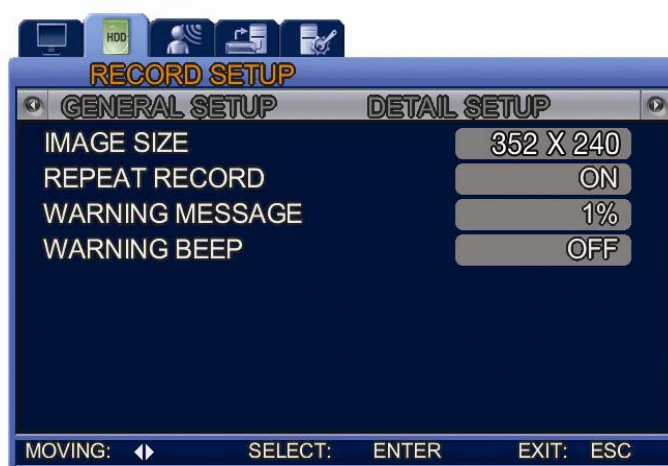 HDD
RECORD SETUP
GENERAL SETUP DETAIL SETUP
IMAGE SIZE 352 X 240
REPEAT RECORD ON
WARNING MESSAGE 1%
WARNING BEEP OFF
MOVING: SELECT: ENTER EXIT: ESC